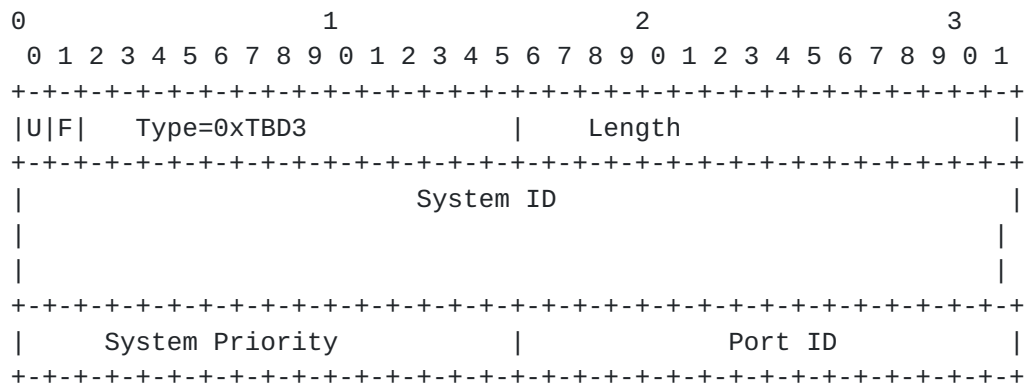 0                   1                   2                   3
 0 1 2 3 4 5 6 7 8 9 0 1 2 3 4 5 6 7 8 9 0 1 2 3 4 5 6 7 8 9 0 1
+-+-+-+-+-+-+-+-+-+-+-+-+-+-+-+-+-+-+-+-+-+-+-+-+-+-+-+-+-+-+-+-+
|U|F|   Type=0xTBD3             |    Length                     |
+-+-+-+-+-+-+-+-+-+-+-+-+-+-+-+-+-+-+-+-+-+-+-+-+-+-+-+-+-+-+-+-+
|                         System ID                             |
|                                                              |
|                                                              |
+-+-+-+-+-+-+-+-+-+-+-+-+-+-+-+-+-+-+-+-+-+-+-+-+-+-+-+-+-+-+-+-+
|     System Priority           |             Port ID           |
+-+-+-+-+-+-+-+-+-+-+-+-+-+-+-+-+-+-+-+-+-+-+-+-+-+-+-+-+-+-+-+-+